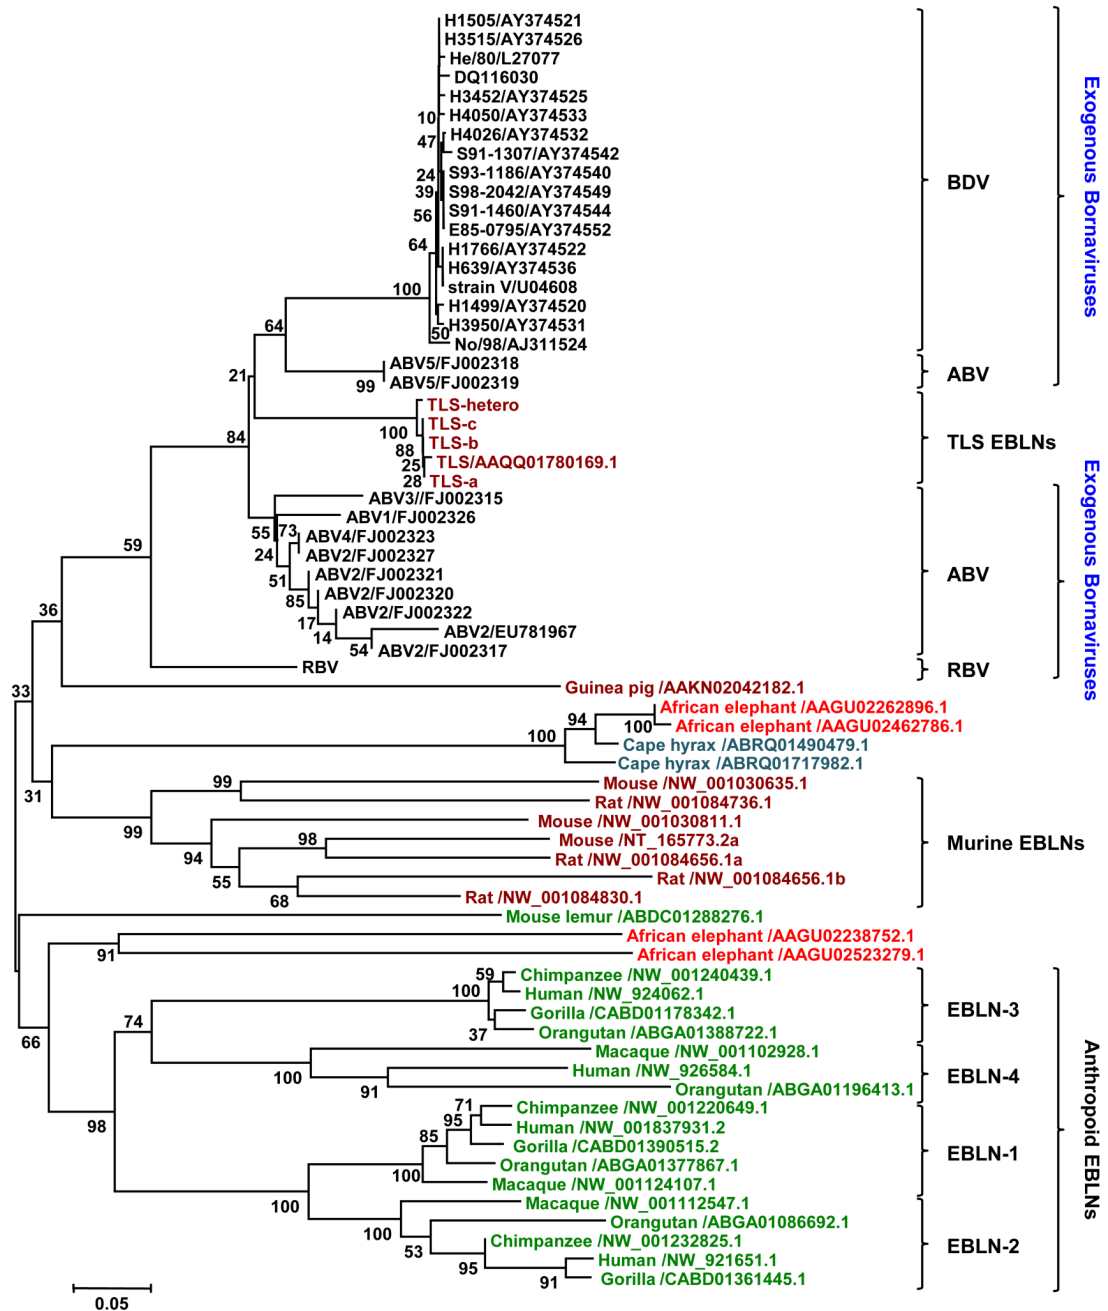 H1505/AY374521
H3515/AY374526
He/80/L27077
DQ116030
H3452/AY374525
H4050/AY374533
10
H4026/AY374532
47
S91-1307/AY374542
S93-1186/AY374540
24
S98-2042/AY374549
39
S91-1460/AY374544
56
E85-0795/AY374552
H1766/AY374522
64
H639/AY374536
strain V/U04608
100
H1499/AY374520
H3950/AY374531
50
No/98/AJ311524
64
BDV
Exogenous Bornaviruses
ABV5/FJ002318
ABV5/FJ002319
99
ABV
21
TLS-hetero
TLS-c
100
TLS-b
88
TLS/AAQQ01780169.1
25
TLS-a
28
TLS EBLNs
84
ABV3//FJ002315
ABV1/FJ002326
55
73
ABV4/FJ002323
24
ABV2/FJ002327
51
ABV2/FJ002321
85
ABV2/FJ002320
17
ABV2/FJ002322
14
ABV2/EU781967
54
ABV2/FJ002317
ABV
59
RBV
RBV
Exogenous Bornaviruses
36
Guinea pig /AAKN02042182.1
33
African elephant /AAGU02262896.1
94
100
African elephant /AAGU02462786.1
100
Cape hyrax /ABRQ01490479.1
Cape hyrax /ABRQ01717982.1
31
99
Mouse /NW_001030635.1
Rat /NW_001084736.1
99
Mouse /NW_001030811.1
98
Mouse /NT_165773.2a
94
Rat /NW_001084656.1a
55
Rat /NW_001084656.1b
68
Rat /NW_001084830.1
Murine EBLNs
Mouse lemur /ABDC01288276.1
African elephant /AAGU02238752.1
91
African elephant /AAGU02523279.1
66
59
Chimpanzee /NW_001240439.1
100
Human /NW_924062.1
Gorilla /CABD01178342.1
37
Orangutan /ABGA01388722.1
EBLN-3
74
Macaque /NW_001102928.1
100
Human /NW_926584.1
91
Orangutan /ABGA01196413.1
EBLN-4
98
71
Chimpanzee /NW_001220649.1
95
Human /NW_001837931.2
85
Gorilla /CABD01390515.2
100
Orangutan /ABGA01377867.1
Macaque /NW_001124107.1
EBLN-1
100
Macaque /NW_001112547.1
100
Orangutan /ABGA01086692.1
53
Chimpanzee /NW_001232825.1
95
Human /NW_921651.1
91
Gorilla /CABD01361445.1
EBLN-2
Anthropoid EBLNs
0.05